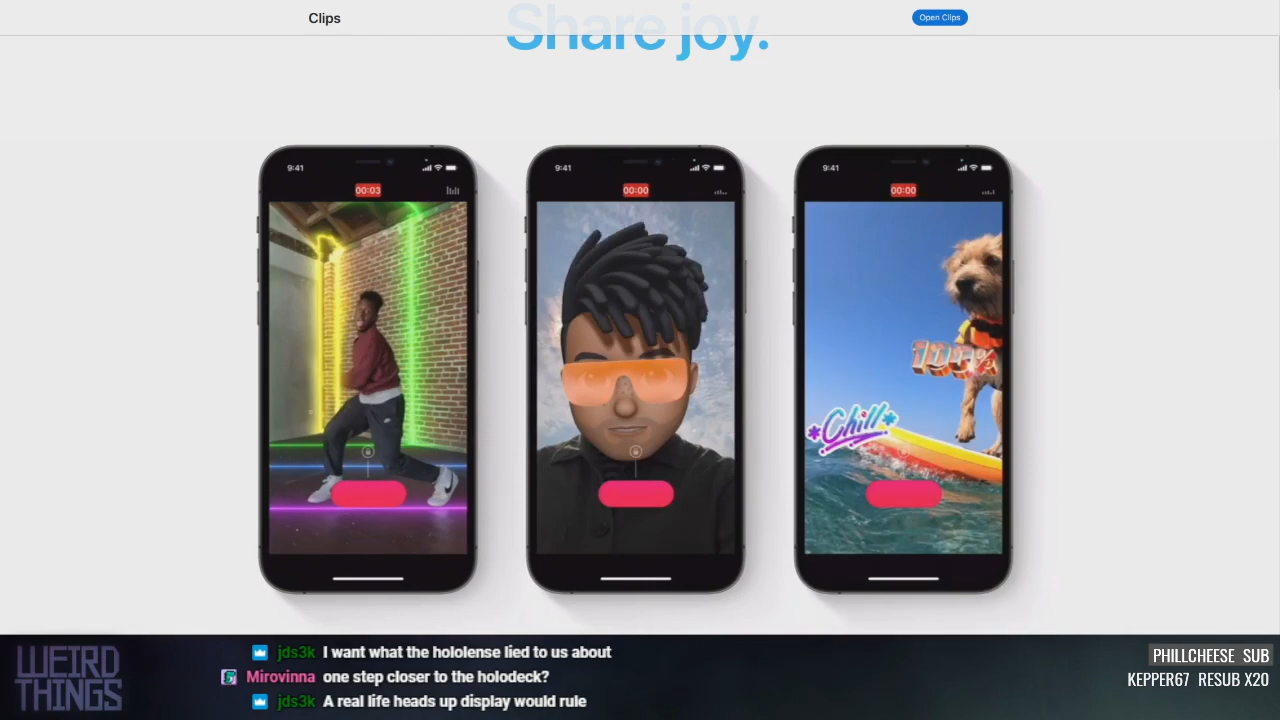 Clips
Open Clips
Share joy.
9:41
00:03
9:41
00:00
9:41
00:00
100%
Chill
WEIRD
THINGS
jds3k I want what the hololense lied to us about
Mirovinna one step closer to the holodeck?
jds3k A real life heads up display would rule
PHILLCHEESE SUB
KEPPER67 RESUB X20